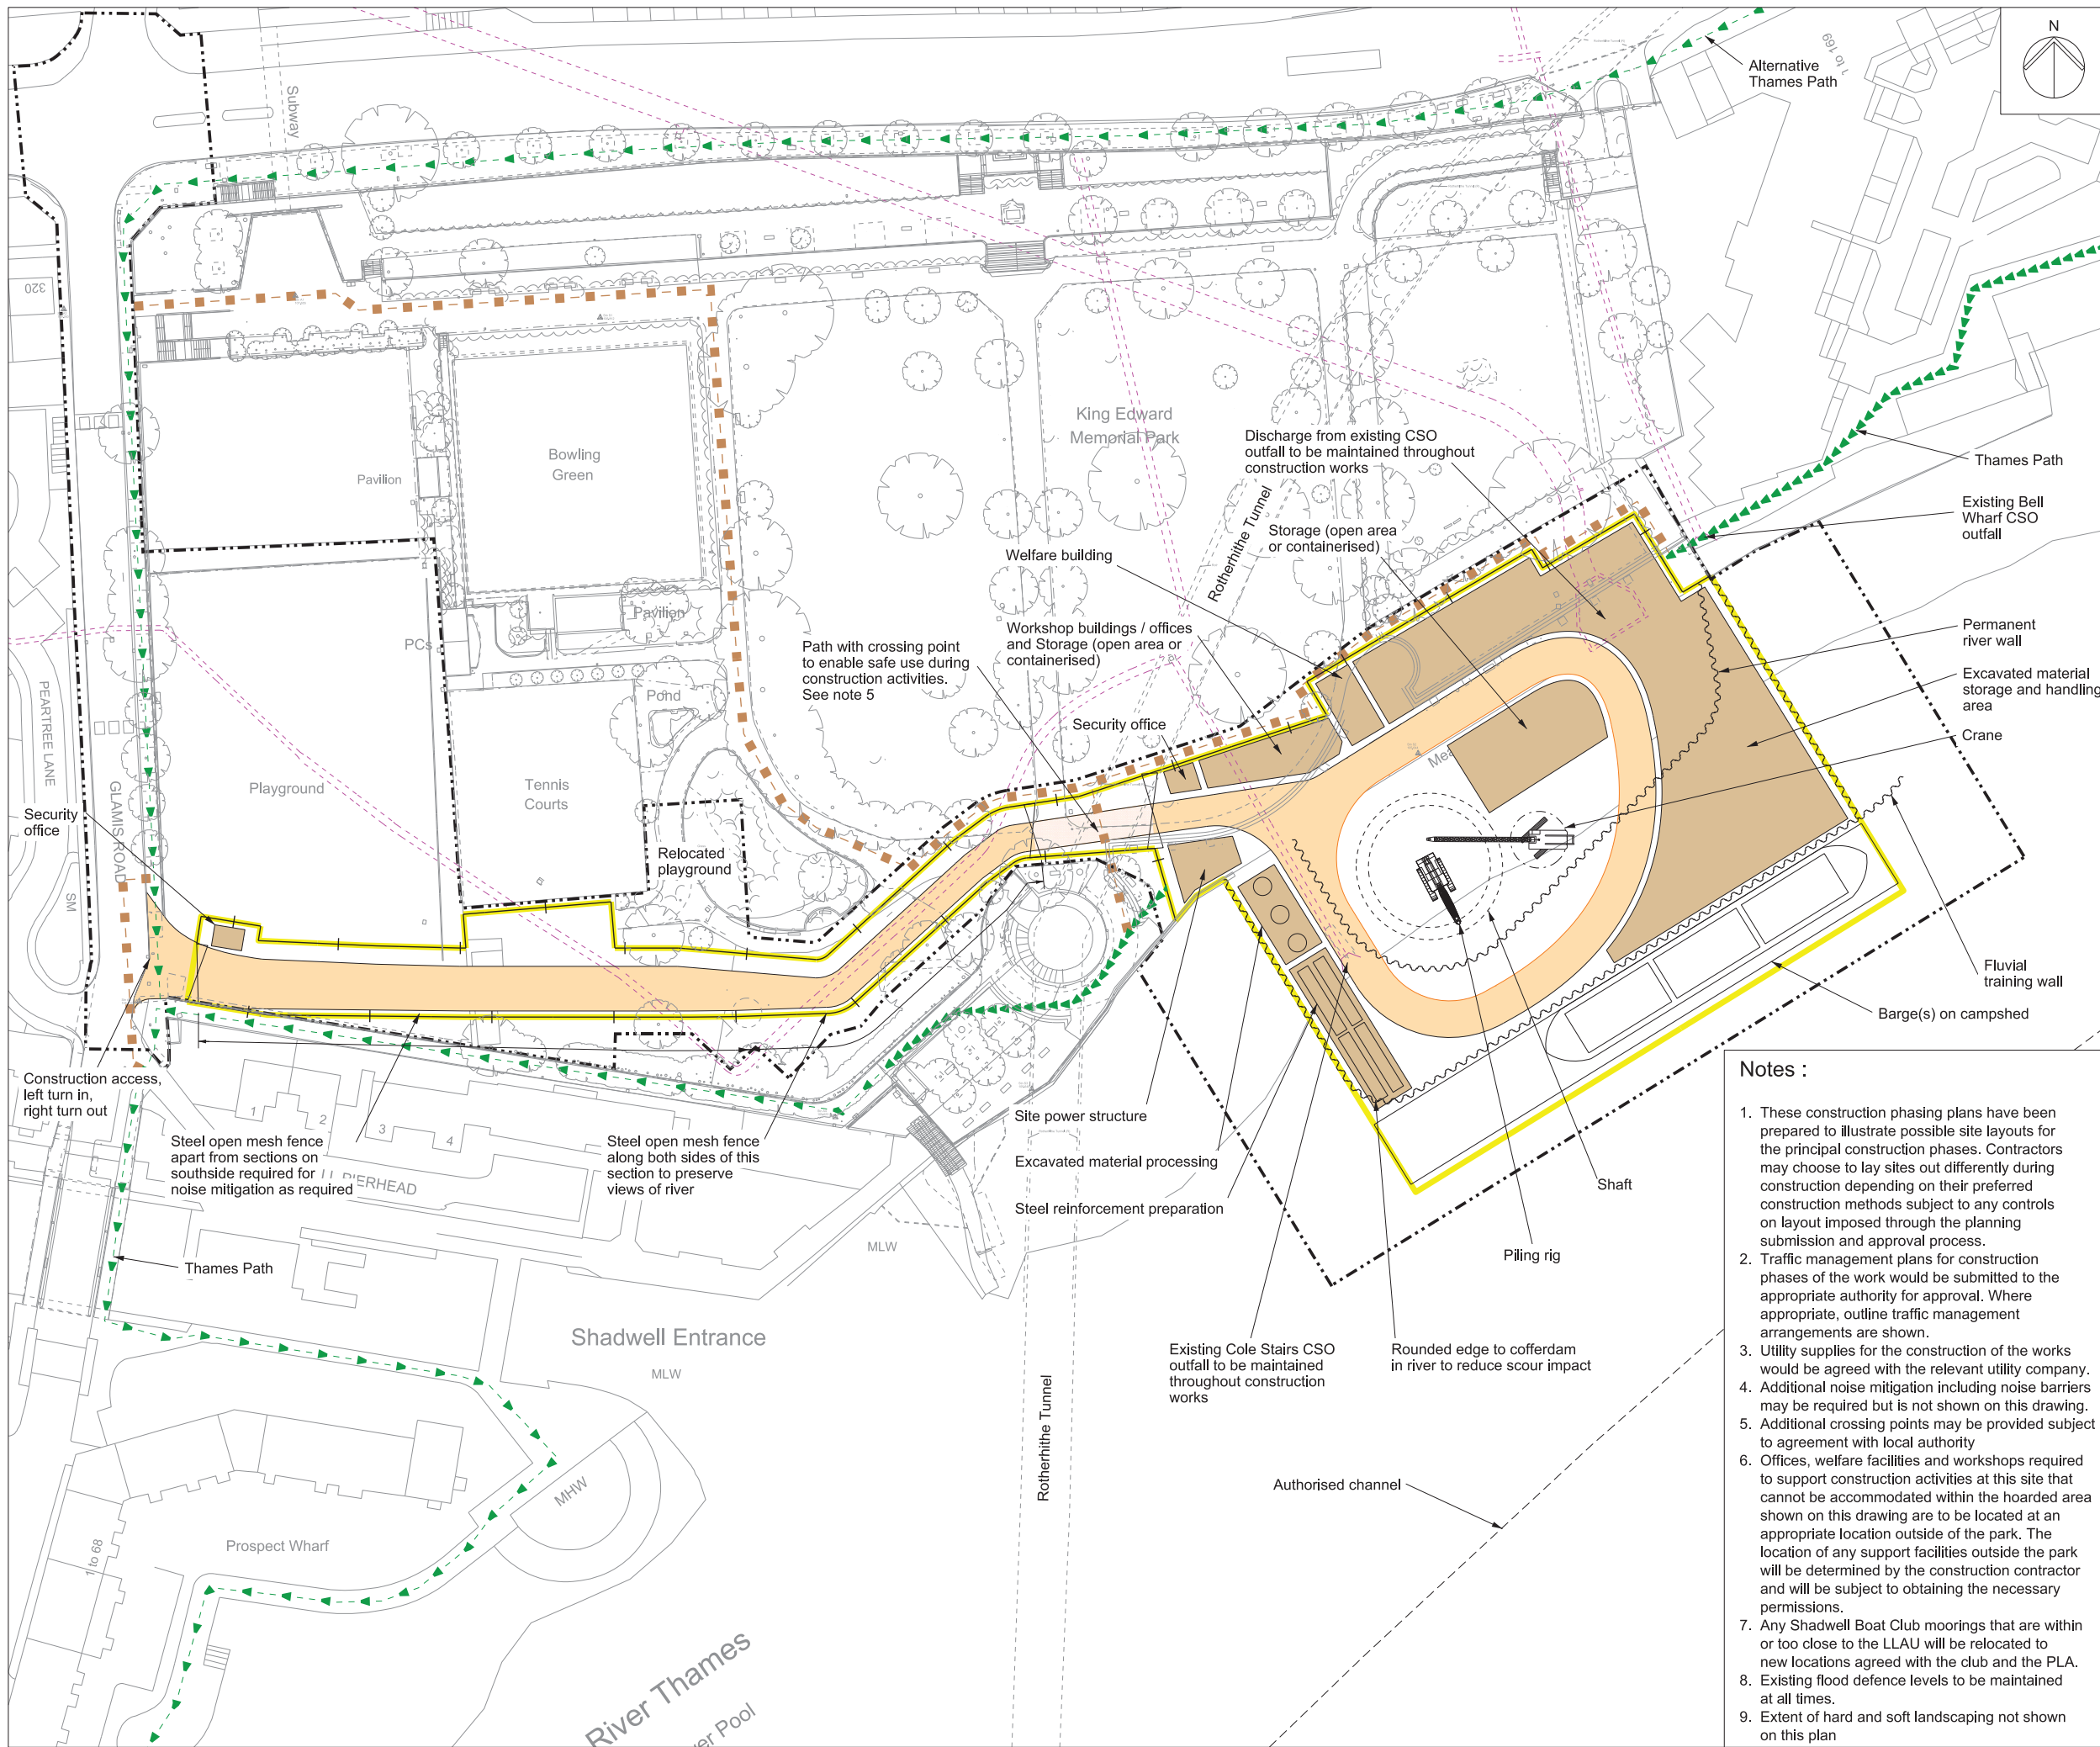 N
1 to 169
Alternative
Thames Path
Subway
320
King Edward
Memorial Park
Discharge from existing CSO
outfall to be maintained throughout
construction works
Thames Path
Bowling
Green
Pavilion
Existing Bell
Wharf CSO
outfall
Storage (open area
or containerised)
Welfare building
Rotherhithe Tunnel
Pavilion
PCs
Workshop buildings / offices
and Storage (open area or
containerised)
Permanent
river wall
Path with crossing point
to enable safe use during
construction activities.
See note 5
Pond
Excavated material
storage and handling
area
Security office
Crane
Mea
PEARTREE LANE
GLAMIS ROAD
SM
Playground
Tennis
Courts
Security
office
Relocated
playground
Fluvial
training wall
Barge(s) on campshed
Construction access,
left turn in,
right turn out
1
2
3
4
Steel open mesh fence
apart from sections on
southside required for
noise mitigation as required
PIERHEAD
Steel open mesh fence
along both sides of this
section to preserve
views of river
Site power structure
Excavated material processing
Steel reinforcement preparation
Shaft
Piling rig
MLW
Thames Path
Shadwell Entrance
MLW
Existing Cole Stairs CSO
outfall to be maintained
throughout construction
works
Rounded edge to cofferdam
in river to reduce scour impact
Rotherhithe Tunnel
MHW
Authorised channel
1 to 68
Prospect Wharf
River Thames
er Pool
Notes :
1. These construction phasing plans have been
prepared to illustrate possible site layouts for
the principal construction phases. Contractors
may choose to lay sites out differently during
construction depending on their preferred
construction methods subject to any controls
on layout imposed through the planning
submission and approval process.
2. Traffic management plans for construction
phases of the work would be submitted to the
appropriate authority for approval. Where
appropriate, outline traffic management
arrangements are shown.
3. Utility supplies for the construction of the works
would be agreed with the relevant utility company.
4. Additional noise mitigation including noise barriers
may be required but is not shown on this drawing.
5. Additional crossing points may be provided subject
to agreement with local authority
6. Offices, welfare facilities and workshops required
to support construction activities at this site that
cannot be accommodated within the hoarded area
shown on this drawing are to be located at an
appropriate location outside of the park. The
location of any support facilities outside the park
will be determined by the construction contractor
and will be subject to obtaining the necessary
permissions.
7. Any Shadwell Boat Club moorings that are within
or too close to the LLAU will be relocated to
new locations agreed with the club and the PLA.
8. Existing flood defence levels to be maintained
at all times.
9. Extent of hard and soft landscaping not shown
on this plan